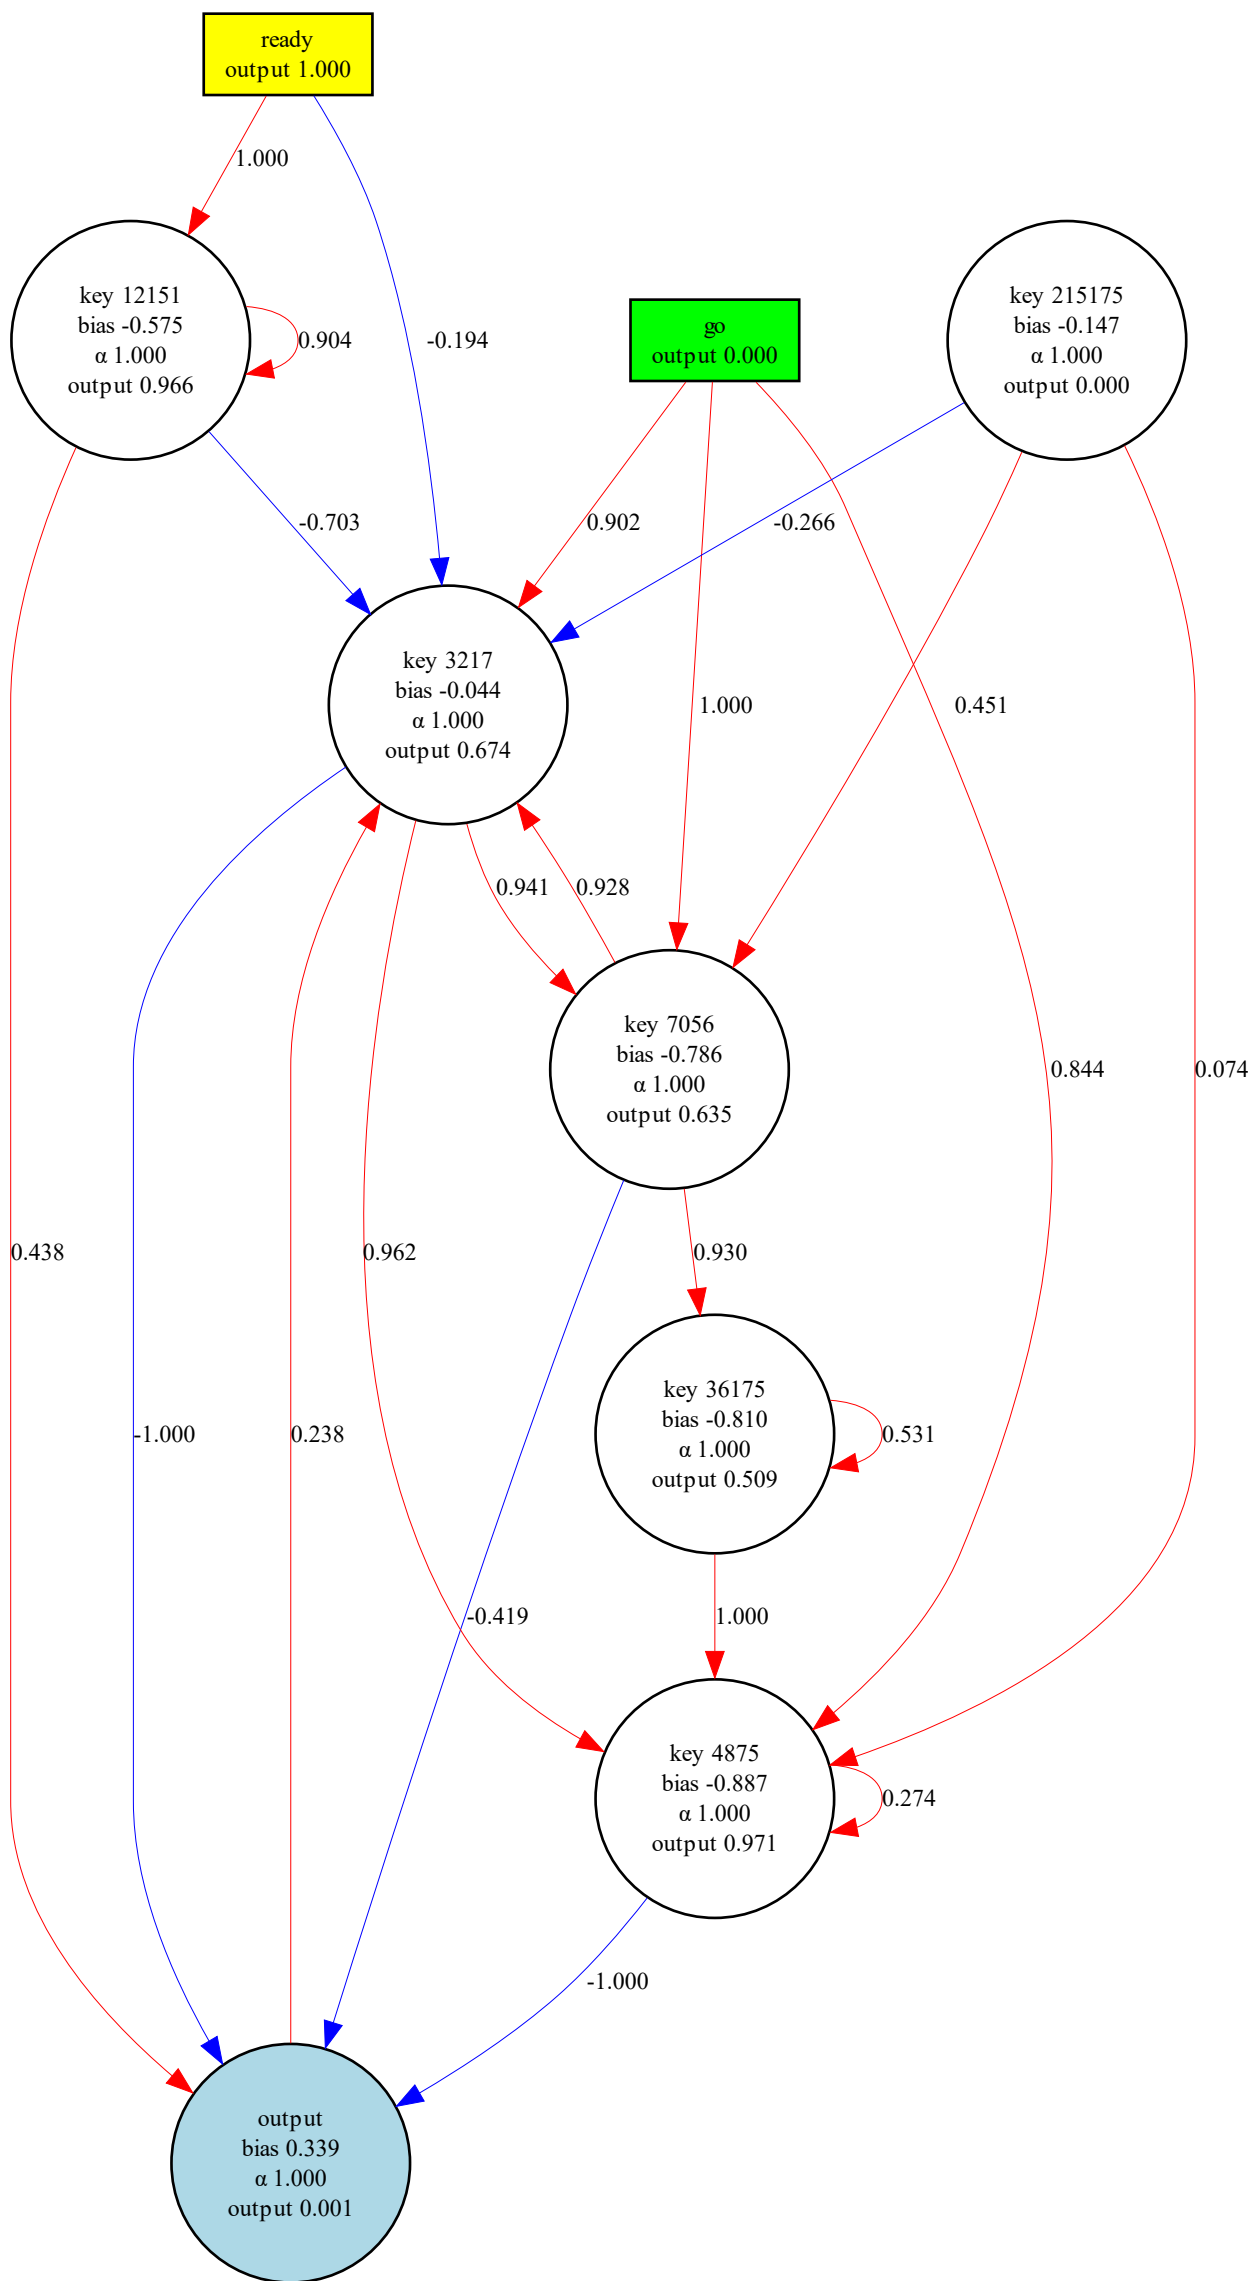 ready
output 1.000
1.000
key 12151
bias -0.575
α 1.000
output 0.966
0.904
-0.194
go
output 0.000
key 215175
bias -0.147
α 1.000
output 0.000
-0.703
0.902
-0.266
key 3217
bias -0.044
α 1.000
output 0.674
1.000
0.451
0.941
0.928
key 7056
bias -0.786
α 1.000
output 0.635
0.844
0.074
0.438
0.962
0.930
key 36175
bias -0.810
α 1.000
output 0.509
0.531
-1.000
0.238
-0.419
1.000
key 4875
bias -0.887
α 1.000
output 0.971
0.274
-1.000
output
bias 0.339
α 1.000
output 0.001